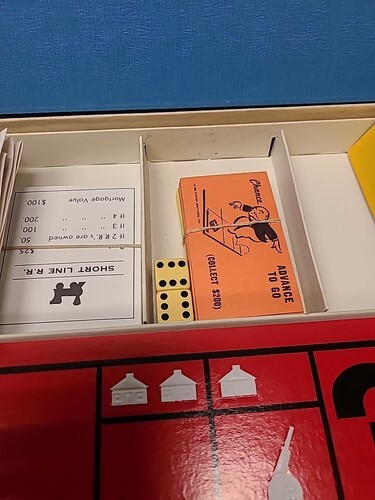 SHORT LINE R.R.
$25.
If 2 R.R.'s are owned 50.
If 3 " " " 100.
If 4 " " " 200.
Mortgage Value $100.
Chance
ADVANCE
TO GO
(COLLECT $200)